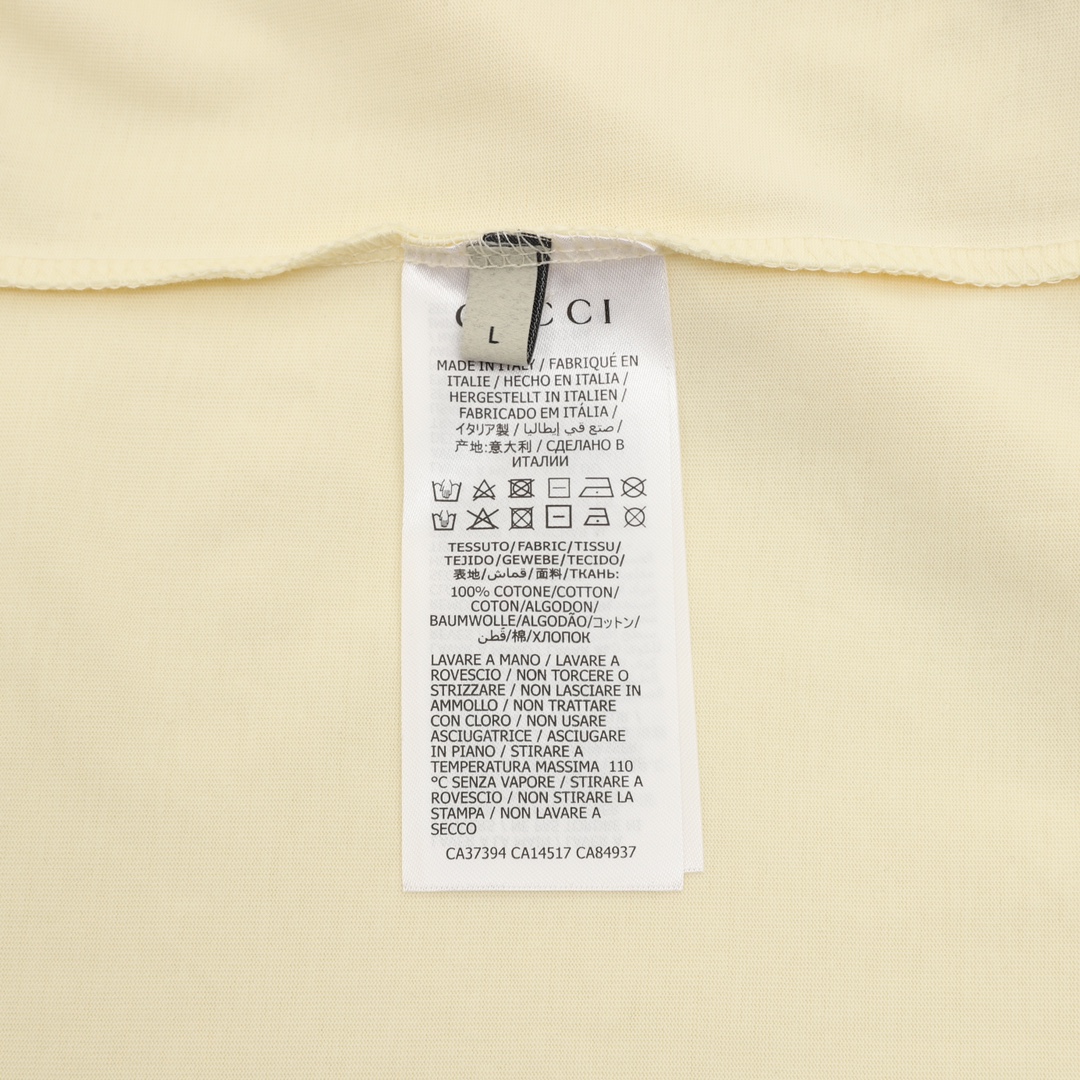 GUCCI
L
MADE IN ITALY / FABRIQUÉ EN
ITALIE / HECHO EN ITALIA /
HERGESTELLT IN ITALIEN /
FABRICADO EM ITÁLIA /
イタリア製 / صنع في إيطاليا /
产地:意大利 / СДЕЛАНО В
ИТАЛИИ
TESSUTO/FABRIC/TISSU/
TEJIDO/GEWEBE/TECIDO/
表地/قماش/面料/ТКАНЬ:
100% COTONE/COTTON/
COTON/ALGODON/
BAUMWOLLE/ALGODÃO/コットン/
قُطن/棉/ХЛОПОК
LAVARE A MANO / LAVARE A
ROVESCIO / NON TORCERE O
STRIZZARE / NON LASCIARE IN
AMMOLLO / NON TRATTARE
CON CLORO / NON USARE
ASCIUGATRICE / ASCIUGARE
IN PIANO / STIRARE A
TEMPERATURA MASSIMA 110
°C SENZA VAPORE / STIRARE A
ROVESCIO / NON STIRARE LA
STAMPA / NON LAVARE A
SECCO
CA37394 CA14517 CA84937